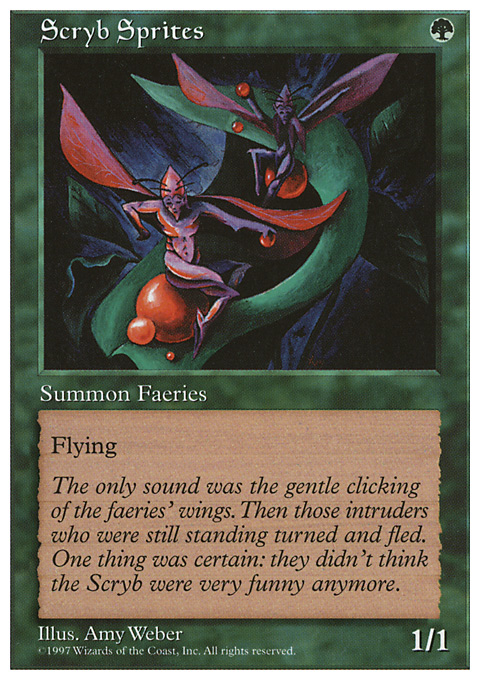 Scryb Sprites
Summon Faeries
Flying
The only sound was the gentle clicking
of the faeries' wings. Then those intruders
who were still standing turned and fled.
One thing was certain: they didn't think
the Scryb were very funny anymore.
Illus. Amy Weber
1/1
©1997 Wizards of the Coast, Inc. All rights reserved.